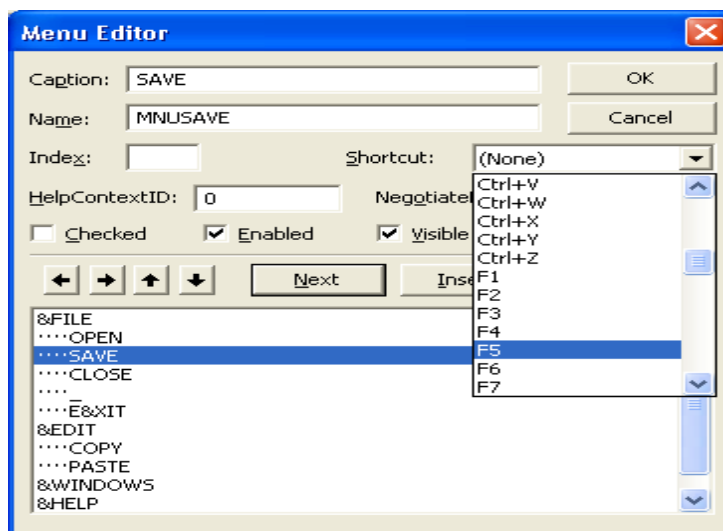 Menu Editor
Caption: SAVE OK
Name: MNUSAVE Cancel
Index: Shortcut: (None)
HelpContextID: 0
Ctrl+V
Ctrl+W
Ctrl+X
Ctrl+Y
Ctrl+Z
F1
F2
F3
F4
F5
F6
F7
Checked Enabled Visible
Next
&FILE
····OPEN
····SAVE
····CLOSE
····_
····E&XIT
&EDIT
····COPY
····PASTE
&WINDOWS
&HELP